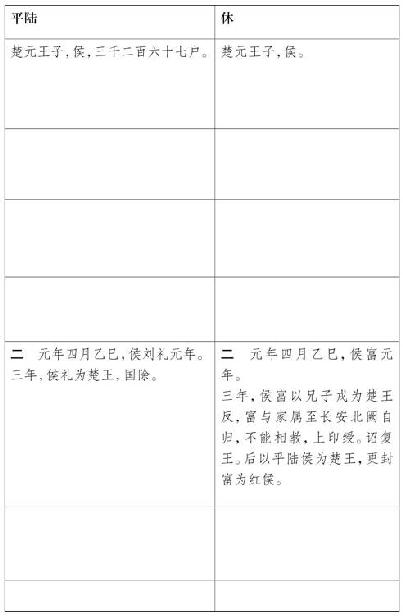 平陆
休
楚元王子,侯,三千二百六十七户。
楚元王子,侯。
二 元年四月乙巳,侯刘礼元年。
三年,侯礼为楚王,国除。
二 元年四月乙巳,侯富元
年。
三年,侯富以兄子戎为楚王
反,富与家属至长安北阙自
归,不能相教,上印绶。诏复
王。后以平陆侯为楚王,更封
富为红侯。